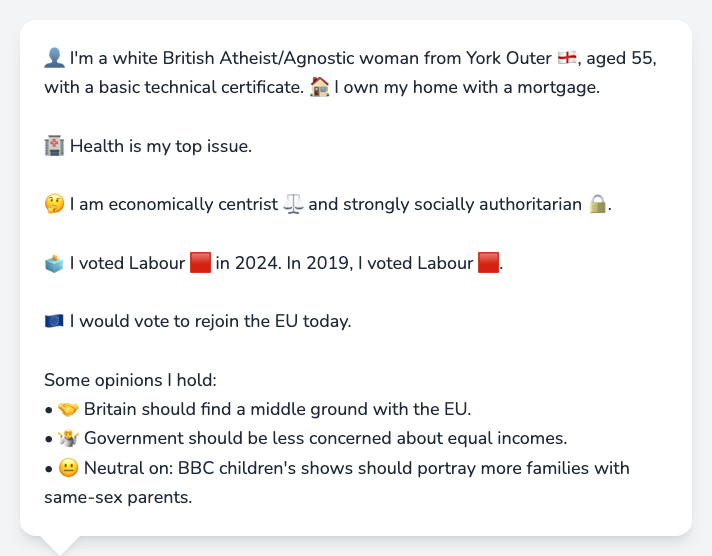 👤 I'm a white British Atheist/Agnostic woman from York Outer 🏴󠁧󠁢󠁥󠁮󠁧󠁿, aged 55,
with a basic technical certificate. 🏠 I own my home with a mortgage.
🏥 Health is my top issue.
🤔 I am economically centrist ⚖️ and strongly socially authoritarian 🔒.
🗳️ I voted Labour 🟥 in 2024. In 2019, I voted Labour 🟥.
🇪🇺 I would vote to rejoin the EU today.
Some opinions I hold:
• 🤝 Britain should find a middle ground with the EU.
• 🤷 Government should be less concerned about equal incomes.
• 😐 Neutral on: BBC children's shows should portray more families with
same-sex parents.